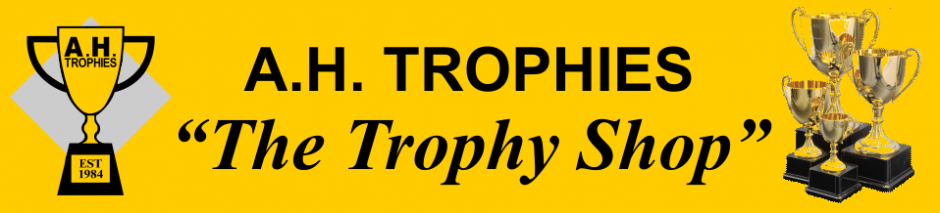 A.H.
TROPHIES
EST
1984
A.H. TROPHIES
“The Trophy Shop”